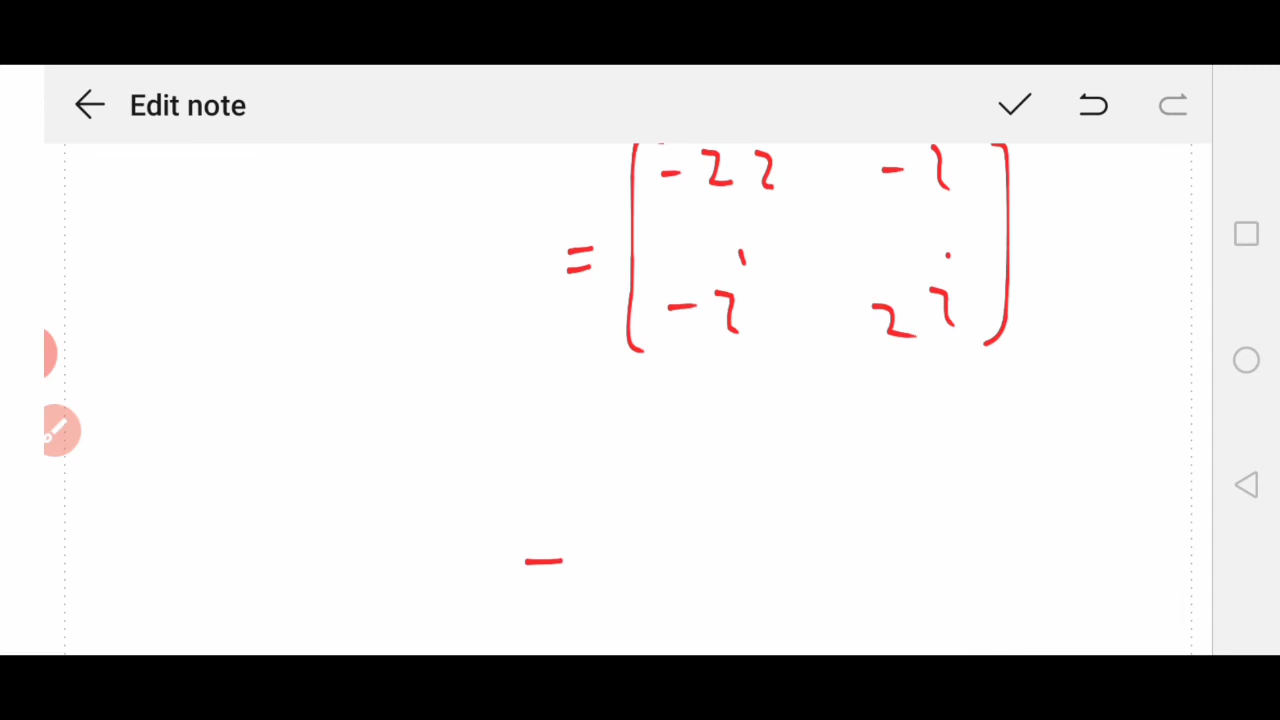 Edit note
-2i -i
=
-i 2i
-